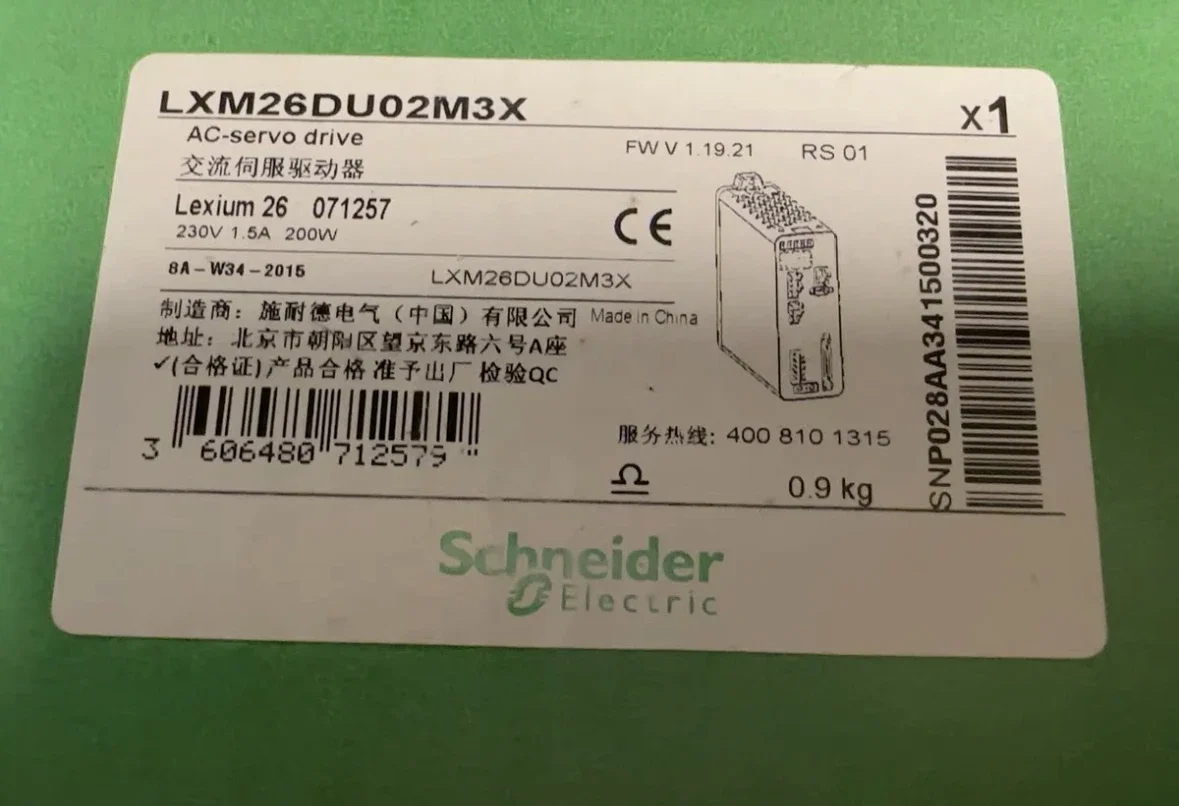 LXM26DU02M3X
x1
AC-servo drive
交流伺服驱动器
FW V 1.19.21 RS 01
Lexium 26 071257
230V 1.5A 200W
CE
8A-W34-2015
LXM26DU02M3X
制造商：施耐德电气（中国）有限公司 Made in China
地址：北京市朝阳区望京东路六号A座
✓(合格证)产品合格 准予出厂 检验QC
3 606480 712579
服务热线: 400 810 1315
0.9 kg
SNP028AA341500320
Schneider
Electric